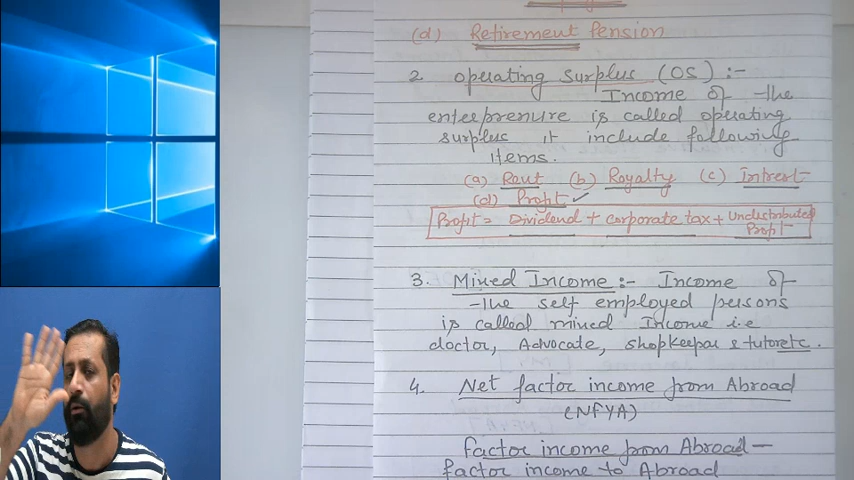 (d) Retirement Pension
2. operating surplus (OS) :-
Income of the
enterprenure is called operating
surplus it include following
items.
(a) Rent (b) Royalty (c) Intrest
(d) Profit ✓
Profit = Dividend + corporate tax + Undistributed
Profit
3. Mixed Income :- Income of
the self employed persons
is called mixed Income i.e
doctor, Advocate, shopkeepar & tutor etc.
4. Net factor income from Abroad
(NFYA)
factor income from Abroad -
factor income to Abroad